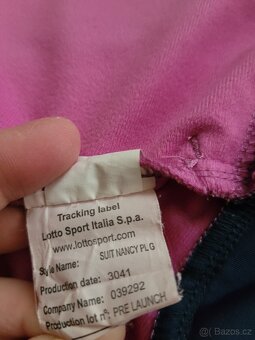 Tracking label
Lotto Sport Italia S.p.a.
www.lottosport.com
Style Name: SUIT NANCY PL G
Production date: 3041
Company Name: 039292
Production lot n°: PRE LAUNCH
Bazos.cz